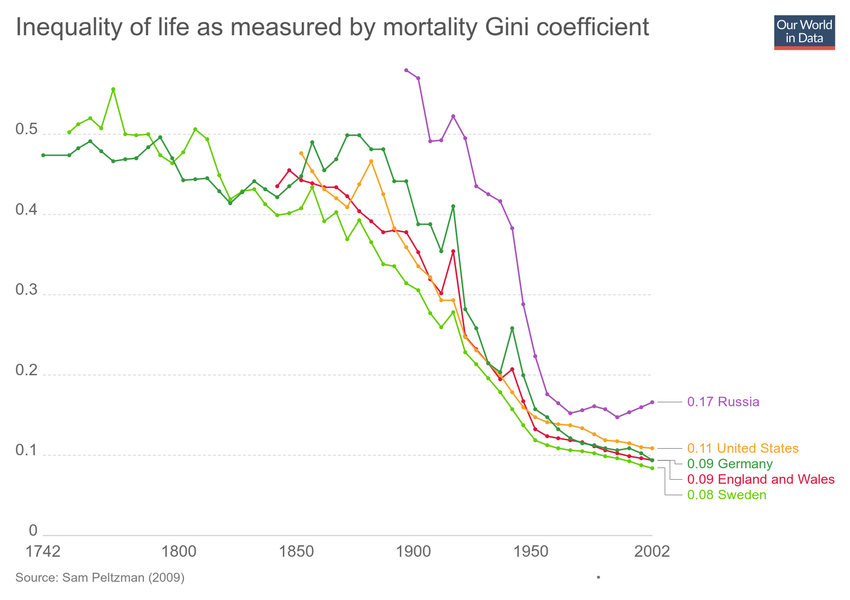 Inequality of life as measured by mortality Gini coefficient
Our World
in Data
0.5
0.4
0.3
0.2
0.1
0
0.17 Russia
0.11 United States
0.09 Germany
0.09 England and Wales
0.08 Sweden
1742 1800 1850 1900 1950 2002
Source: Sam Peltzman (2009)